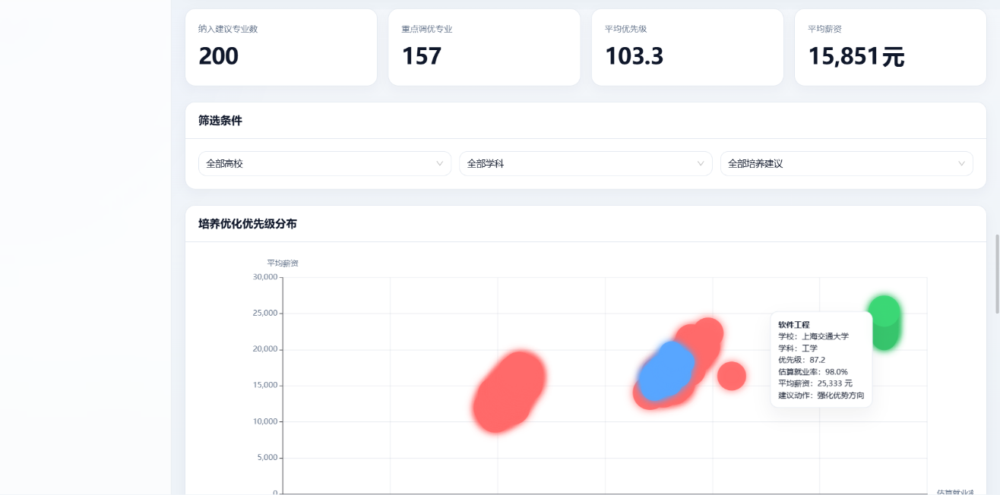 纳入建议专业数
200
重点调优专业
157
平均优先级
103.3
平均薪资
15,851元
筛选条件
全部高校
全部学科
全部培养建议
培养优化优先级分布
平均薪资
30,000
25,000
20,000
15,000
10,000
5,000
0
软件工程
学校：上海交通大学
学科：工学
优先级：87.2
估算就业率：98.0%
平均薪资：25,333 元
建议动作：强化优势方向
估算就业率